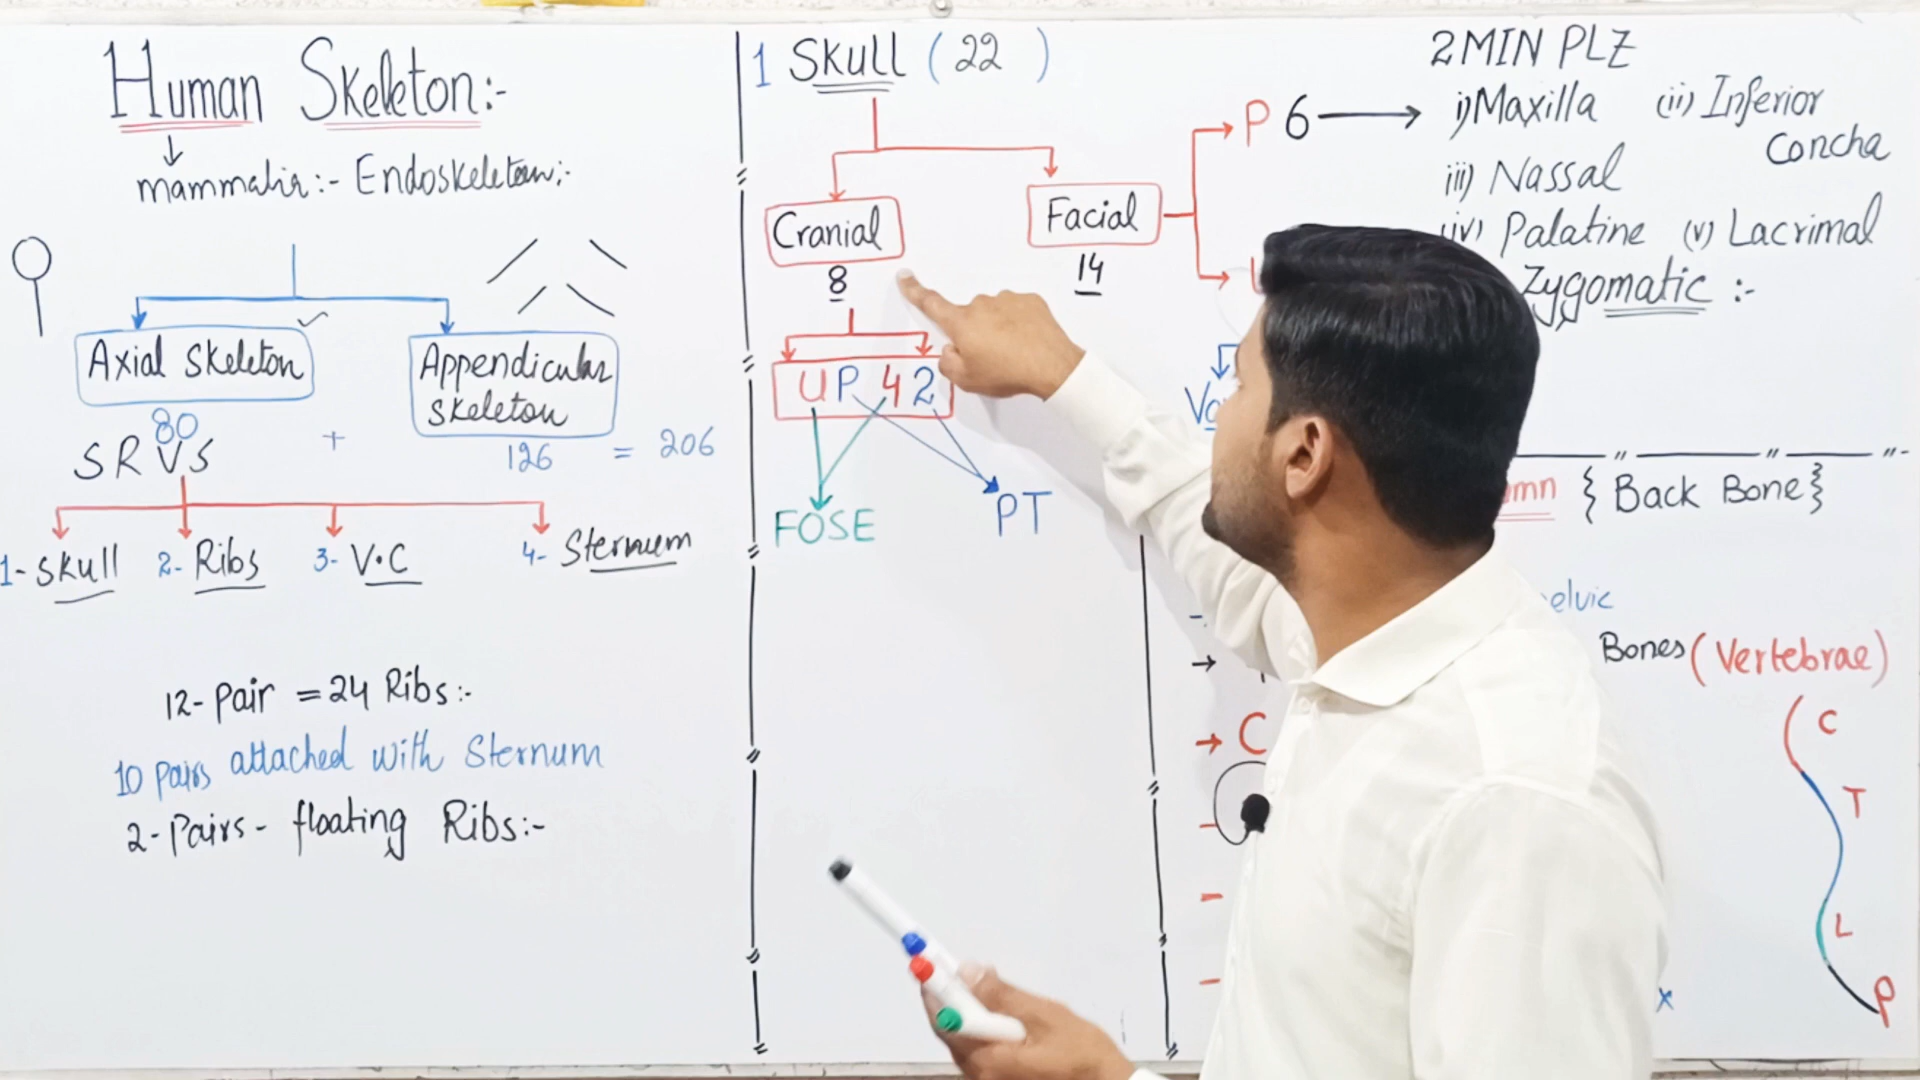 Human Skeleton:-
mammalia:- Endoskeleton:-
Axial Skeleton
Appendicular
skeleton
80
+
126 = 206
SRVS
1- skull 2- Ribs 3- V.C 4- Sternum
12-Pair = 24 Ribs:-
10 Pairs attached with Sternum
2-Pairs- floating Ribs:-
1 Skull (22)
Cranial
8
Facial
14
UP 42
FOSE
PT
P 6
2 MIN PLZ
i) Maxilla (ii) Inferior
Concha
iii) Nassal
iv) Palatine (v) Lacrimal
Zygomatic :-
{Back Bone}
Bones (Vertebrae)
C
C
T
L
P
x